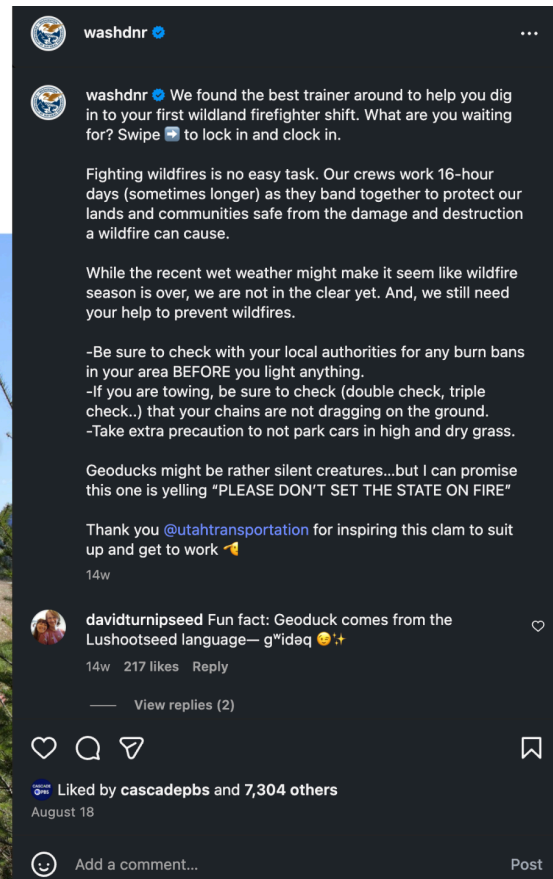 washdnr
washdnr We found the best trainer around to help you dig
in to your first wildland firefighter shift. What are you waiting
for? Swipe ➡️ to lock in and clock in.
Fighting wildfires is no easy task. Our crews work 16-hour
days (sometimes longer) as they band together to protect our
lands and communities safe from the damage and destruction
a wildfire can cause.
While the recent wet weather might make it seem like wildfire
season is over, we are not in the clear yet. And, we still need
your help to prevent wildfires.
-Be sure to check with your local authorities for any burn bans
in your area BEFORE you light anything.
-If you are towing, be sure to check (double check, triple
check..) that your chains are not dragging on the ground.
-Take extra precaution to not park cars in high and dry grass.
Geoducks might be rather silent creatures...but I can promise
this one is yelling “PLEASE DON’T SET THE STATE ON FIRE”
Thank you @utahtransportation for inspiring this clam to suit
up and get to work 🫡
14w
davidturnipseed Fun fact: Geoduck comes from the
Lushootseed language— gʷidəq 😉✨
14w 217 likes Reply
View replies (2)
CASCADE
PBS
Liked by cascadepbs and 7,304 others
August 18
Add a comment... Post